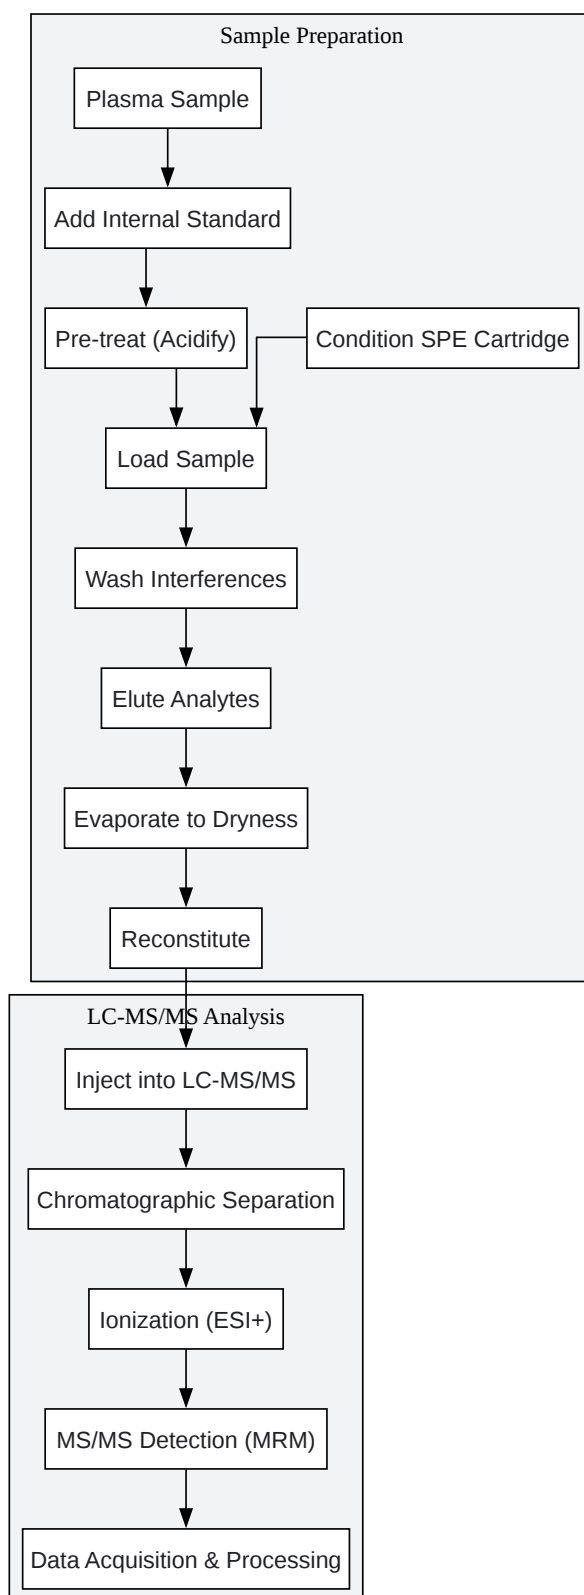 Sample Preparation
Plasma Sample
Add Internal Standard
Pre-treat (Acidify)
Condition SPE Cartridge
Load Sample
Wash Interferences
Elute Analytes
Evaporate to Dryness
Reconstitute
LC-MS/MS Analysis
Inject into LC-MS/MS
Chromatographic Separation
Ionization (ESI+)
MS/MS Detection (MRM)
Data Acquisition & Processing